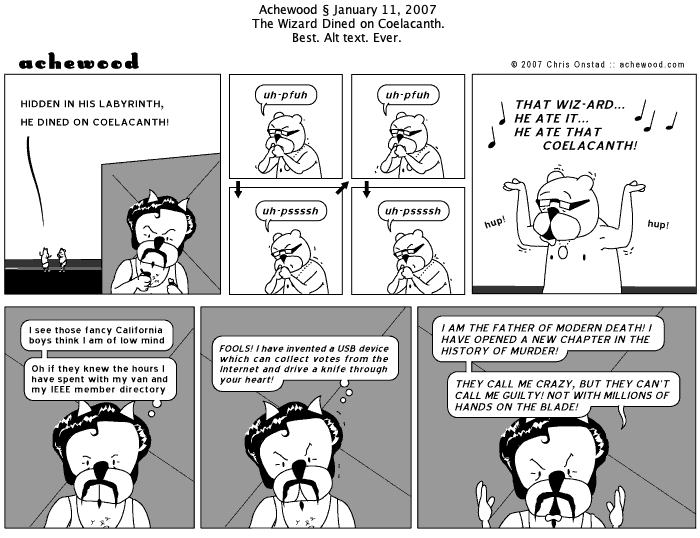 Achewood § January 11, 2007
The Wizard Dined on Coelacanth.
Best. Alt text. Ever.
achewood
© 2007 Chris Onstad :: achewood.com
HIDDEN IN HIS LABYRINTH,
HE DINED ON COELACANTH!
uh-pfuh
uh-pssssh
uh-pfuh
uh-pssssh
THAT WIZ-ARD...
HE ATE IT...
HE ATE THAT
COELACANTH!
hup!
hup!
I see those fancy California
boys think I am of low mind
Oh if they knew the hours I
have spent with my van and
my IEEE member directory
FOOLS! I have invented a USB device
which can collect votes from the
Internet and drive a knife through
your heart!
I AM THE FATHER OF MODERN DEATH! I
HAVE OPENED A NEW CHAPTER IN THE
HISTORY OF MURDER!
THEY CALL ME CRAZY, BUT THEY CAN'T
CALL ME GUILTY! NOT WITH MILLIONS OF
HANDS ON THE BLADE!